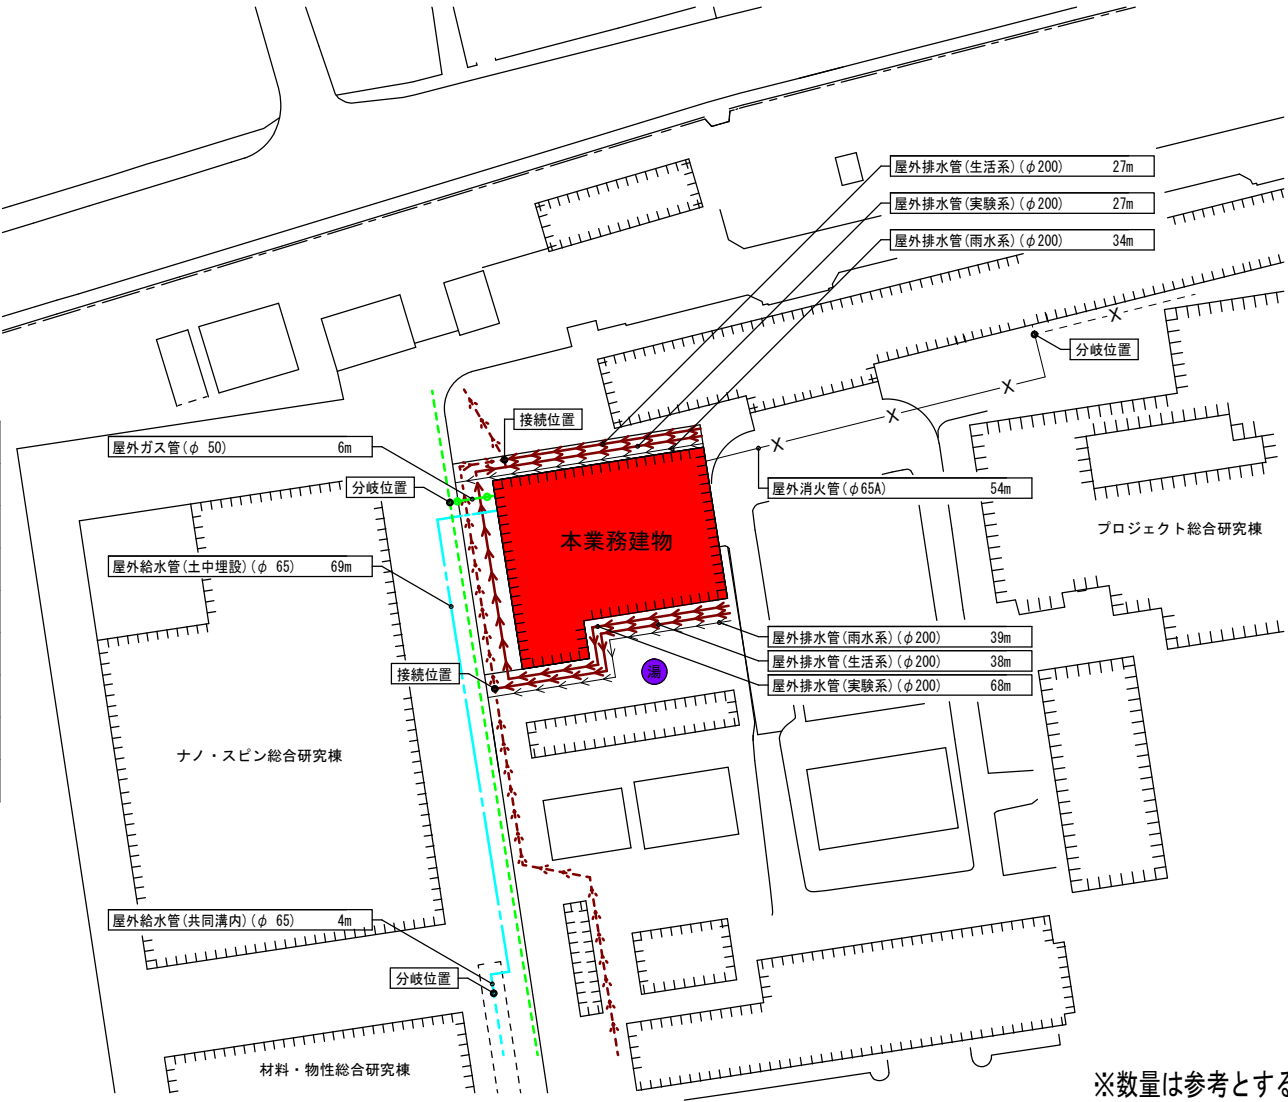 屋外排水管(生活系)(φ200) 27m
屋外排水管(実験系)(φ200) 27m
屋外排水管(雨水系)(φ200) 34m
X
分岐位置
X
接続位置
X
屋外ガス管(φ 50) 6m
X
分岐位置
屋外消火管(φ65A) 54m
本業務建物
プロジェクト総合研究棟
屋外給水管(土中埋設)(φ 65) 69m
屋外排水管(雨水系)(φ200) 39m
屋外排水管(生活系)(φ200) 38m
屋外排水管(実験系)(φ200) 68m
接続位置
湯
ナノ・スピン総合研究棟
屋外給水管(共同溝内)(φ 65) 4m
分岐位置
材料・物性総合研究棟
※数量は参考とする